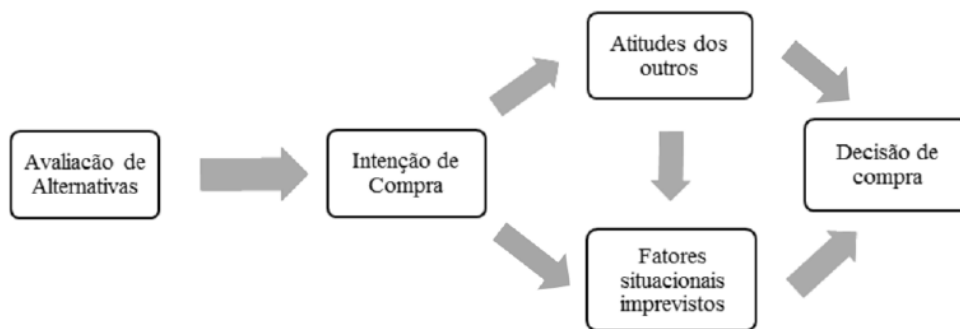 Avaliacão de
Alternativas
Intenção de
Compra
Atitudes dos
outros
Fatores
situacionais
imprevistos
Decisão de
compra